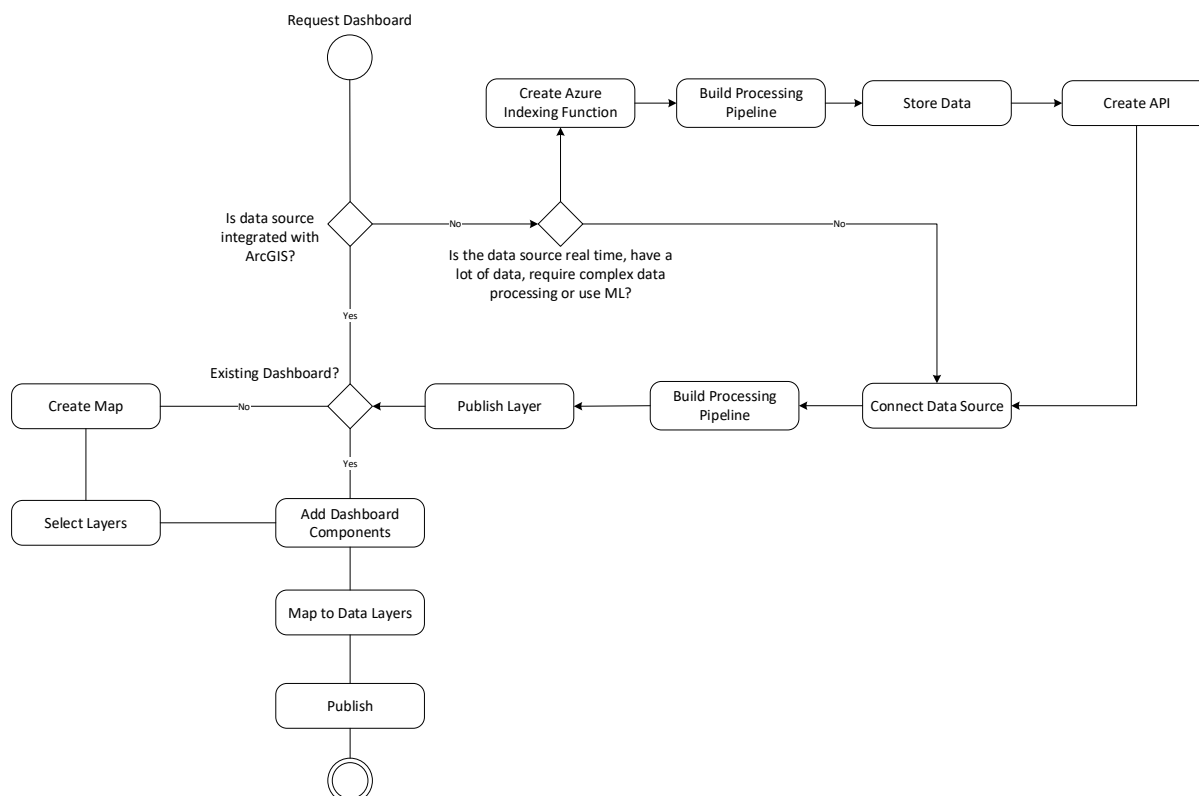 Request Dashboard
Create Azure
Indexing Function
Build Processing
Pipeline
Store Data
Create API
Is data source
integrated with
ArcGIS?
No
No
Is the data source real time, have a
lot of data, require complex data
processing or use ML?
Yes
Existing Dashboard?
Create Map
No
Publish Layer
Build Processing
Pipeline
Connect Data Source
Yes
Select Layers
Add Dashboard
Components
Map to Data Layers
Publish